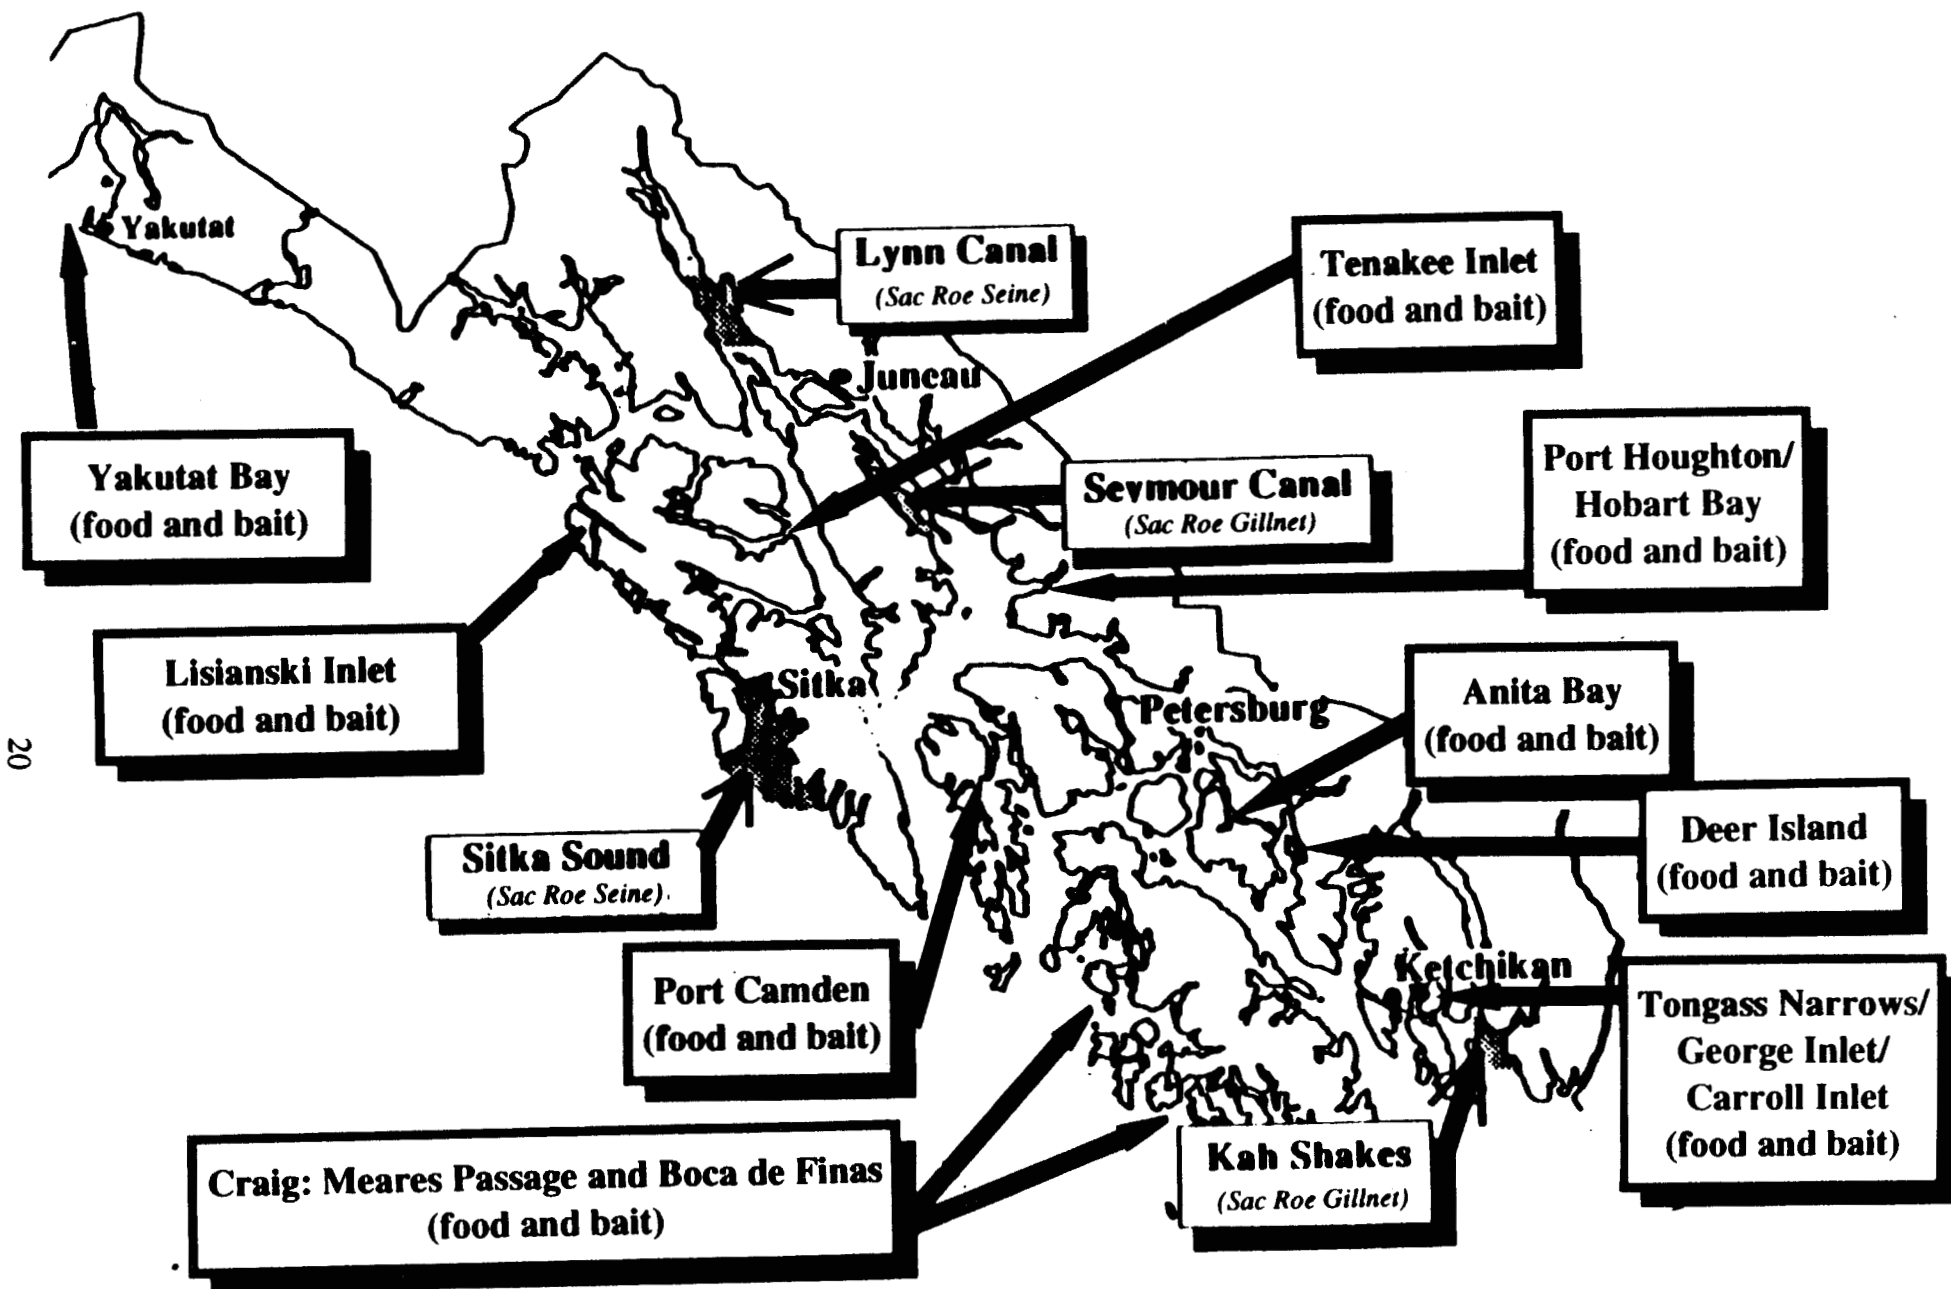 Yakutat
Lynn Canal
(Sac Roe Seine)
Tenakee Inlet
(food and bait)
Juncau
Yakutat Bay
(food and bait)
Seymour Canal
(Sac Roe Gillnet)
Port Houghton/
Hobart Bay
(food and bait)
Lisianski Inlet
(food and bait)
Sitka
Petersburg
Anita Bay
(food and bait)
20
Sitka Sound
(Sac Roe Seine)
Deer Island
(food and bait)
Port Camden
(food and bait)
Ketchikan
Tongass Narrows/
George Inlet/
Carroll Inlet
(food and bait)
Craig: Meares Passage and Boca de Finas
(food and bait)
Kah Shakes
(Sac Roe Gillnet)